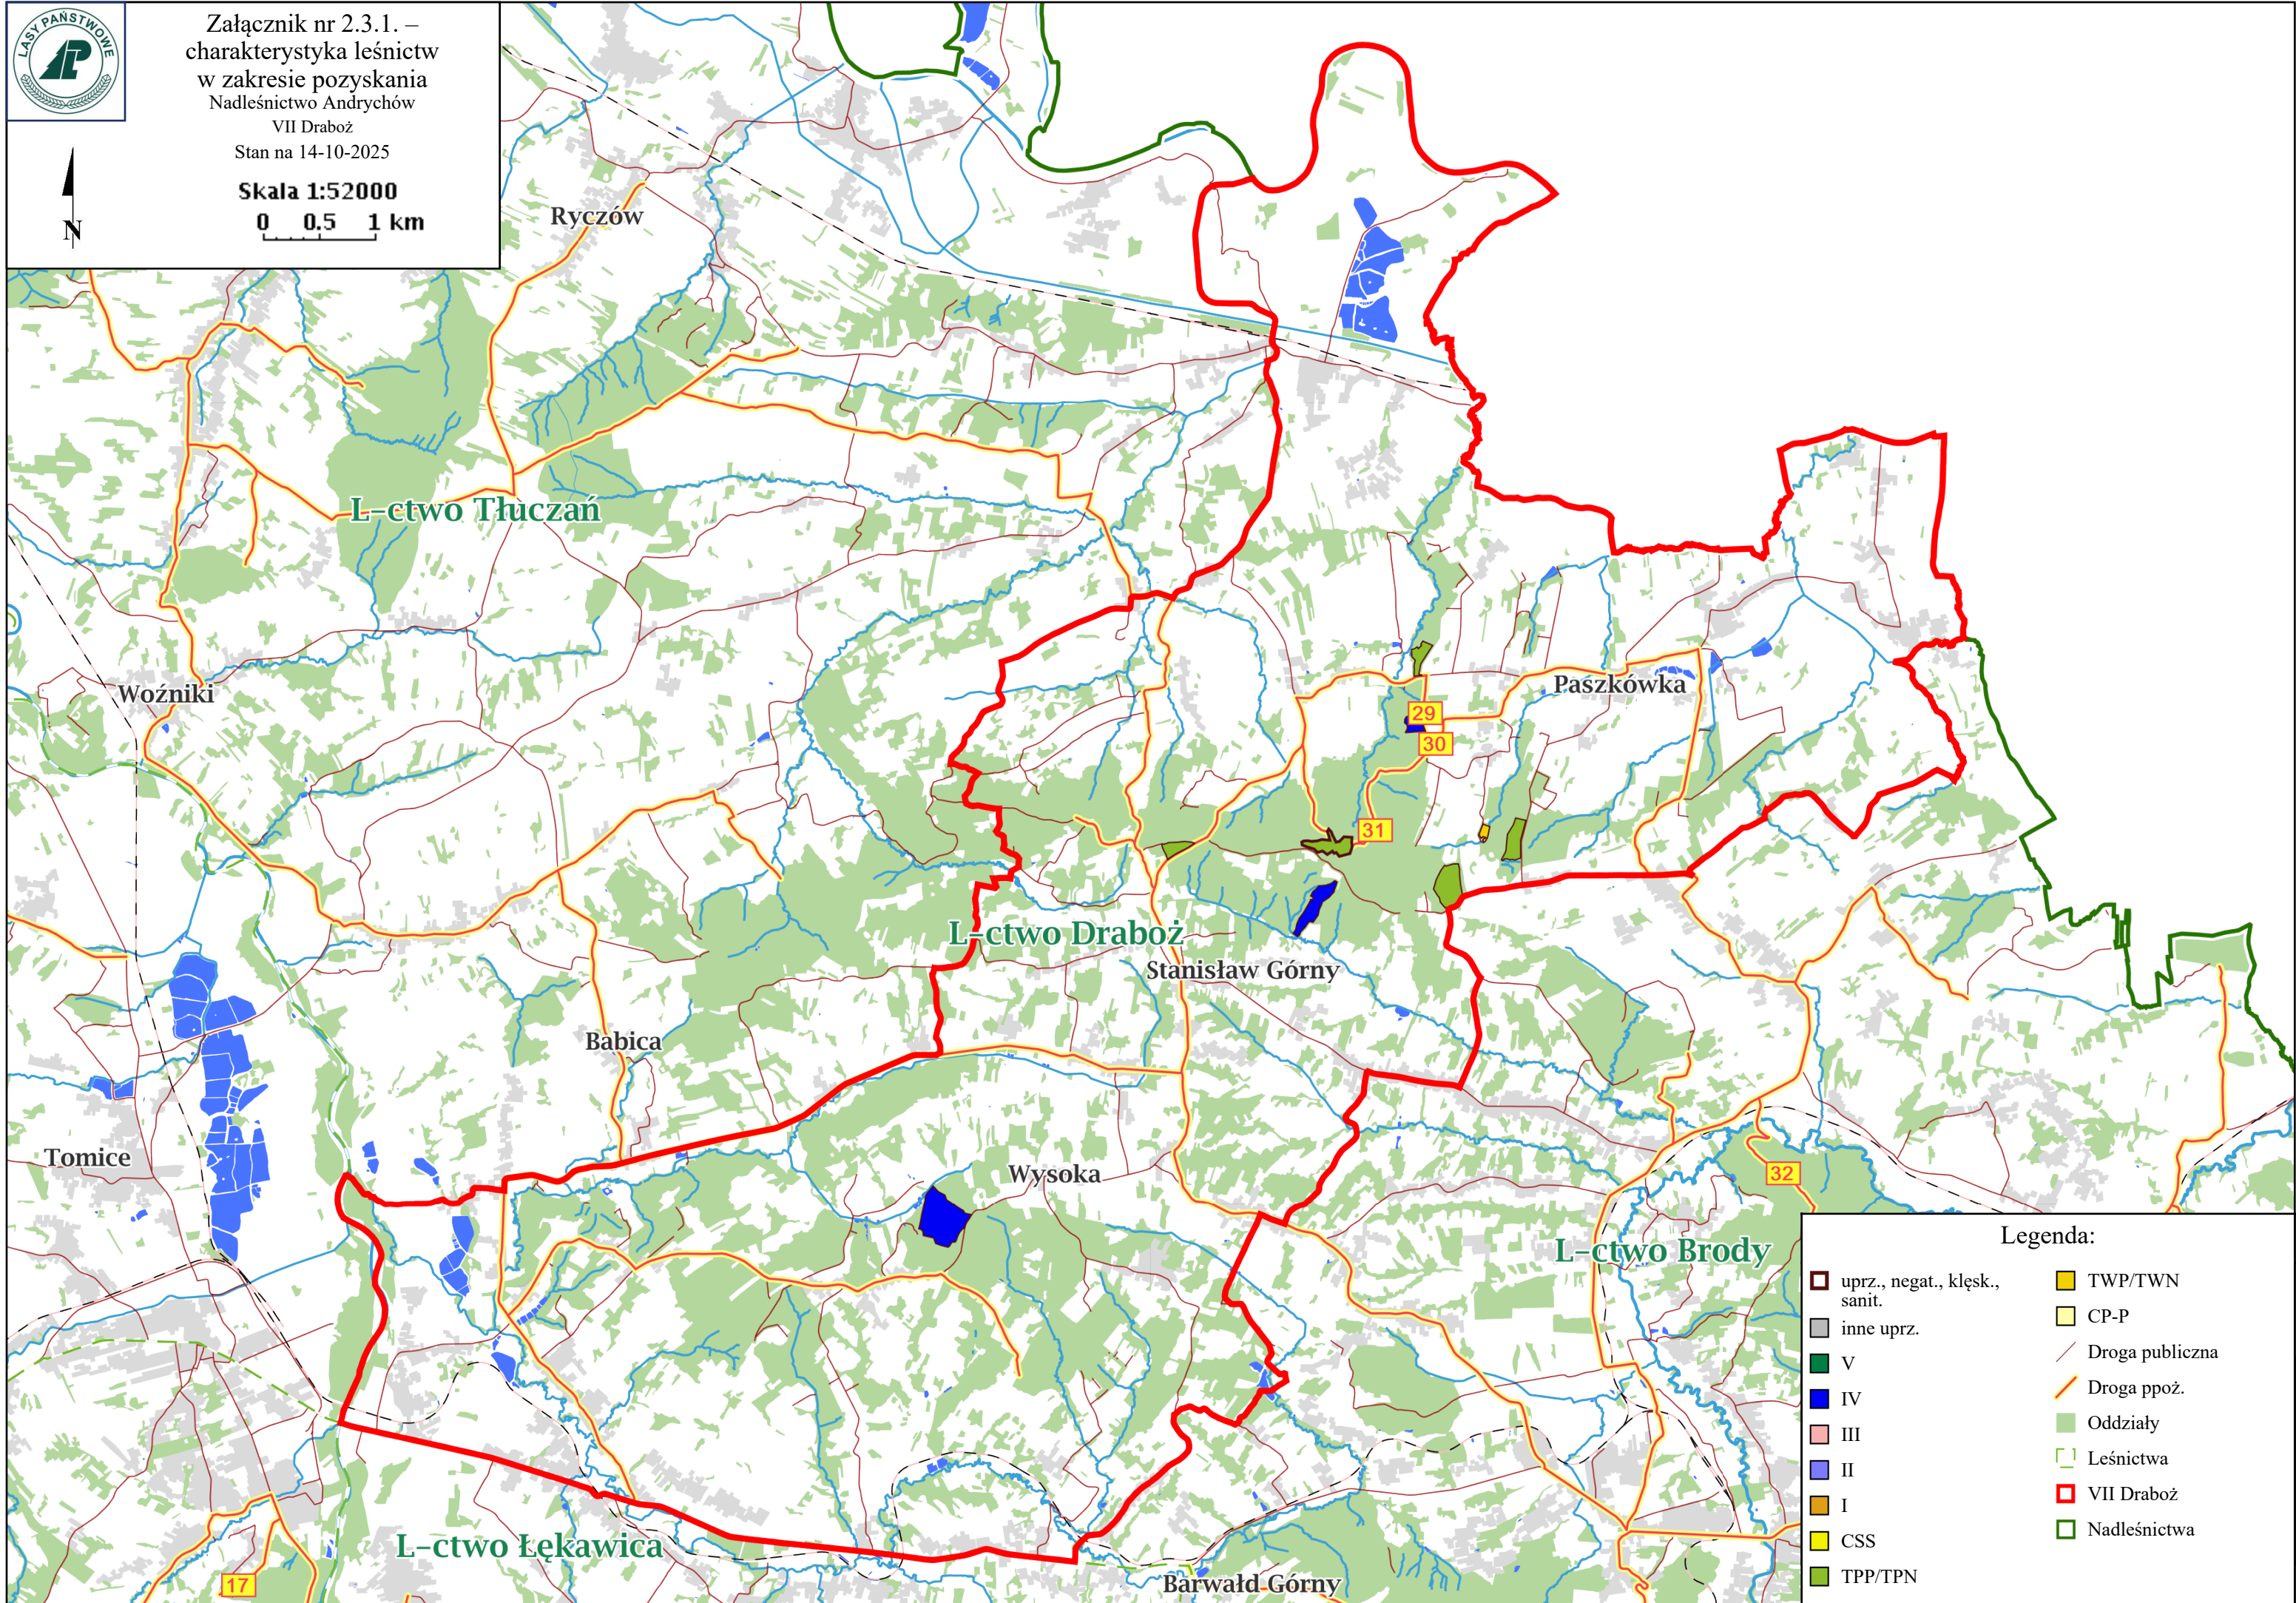 LASY PAŃSTWOWE
LP
Załącznik nr 2.3.1. –
charakterystyka leśnictw
w zakresie pozyskania
Nadleśnictwo Andrychów
VII Draboż
Stan na 14-10-2025
Skala 1:52000
0 0.5 1 km
N
Ryczów
L-ctwo Tłuczań
Woźniki
Paszkówka
29
30
31
L-ctwo Draboż
Stanisław Górny
Babica
Tomice
Wysoka
32
L-ctwo Brody
L-ctwo Łękawica
17
Barwałd Górny
Legenda:
uprz., negat., klęsk.,
sanit.
inne uprz.
V
IV
III
II
I
CSS
TPP/TPN
TWP/TWN
CP-P
Droga publiczna
Droga ppoż.
Oddziały
Leśnictwa
VII Draboż
Nadleśnictwa